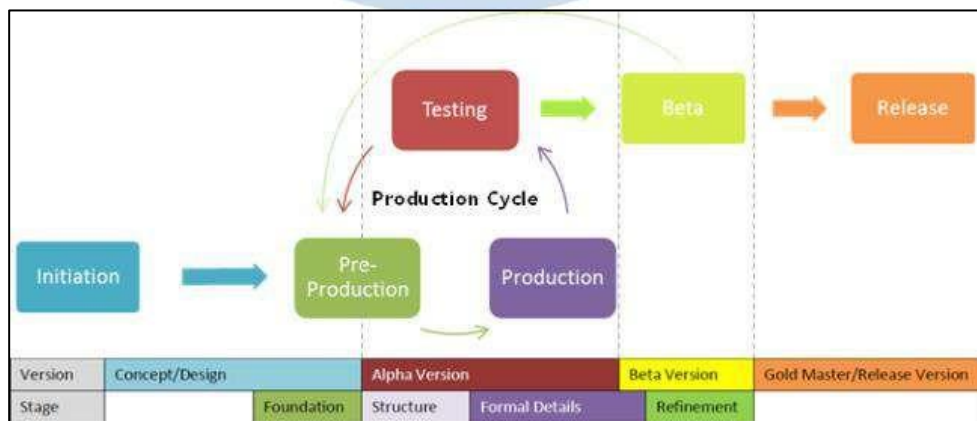 Testing
Beta
Release
Production Cycle
Initiation
Pre-
Production
Production
Version Concept/Design Alpha Version Beta Version Gold Master/Release Version
Stage Foundation Structure Formal Details Refinement